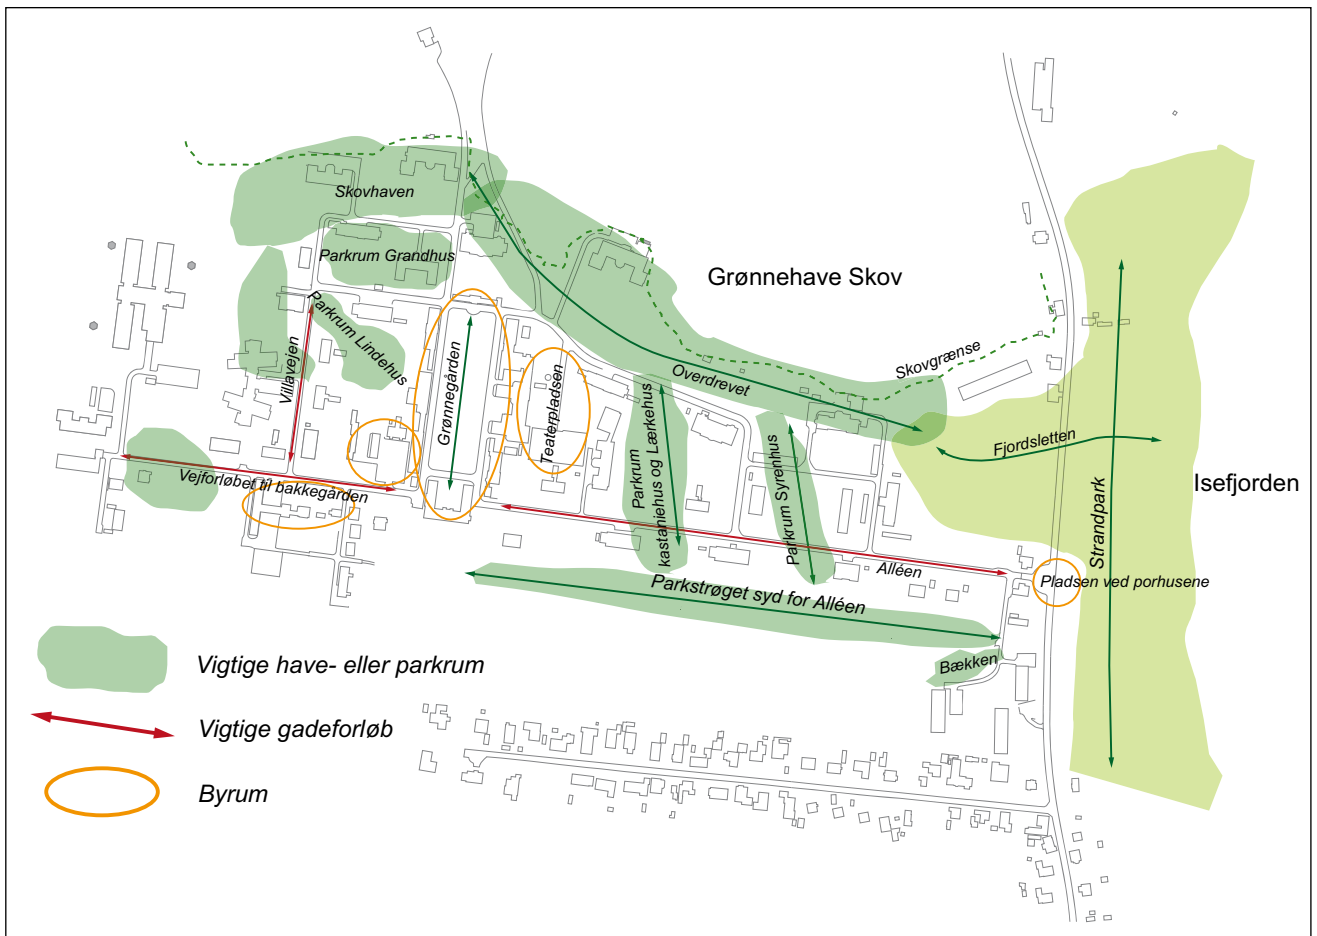 Skovhaven
Parkrum Grandhus
Grønnehave Skov
Parkrum Lindehus
Villavejen
Grønnegården
Teaterpladsen
Overdrevet
Skovgrænse
Parkrum
kastaniehus og Lærkehus
Parkrum Syrenhus
Fjordsletten
Isefjorden
Strandpark
Vejforløbet til bakkegården
Alléen
Pladsen ved porhusene
Parkstrøget syd for Alléen
Bækken
Vigtige have- eller parkrum
Vigtige gadeforløb
Byrum